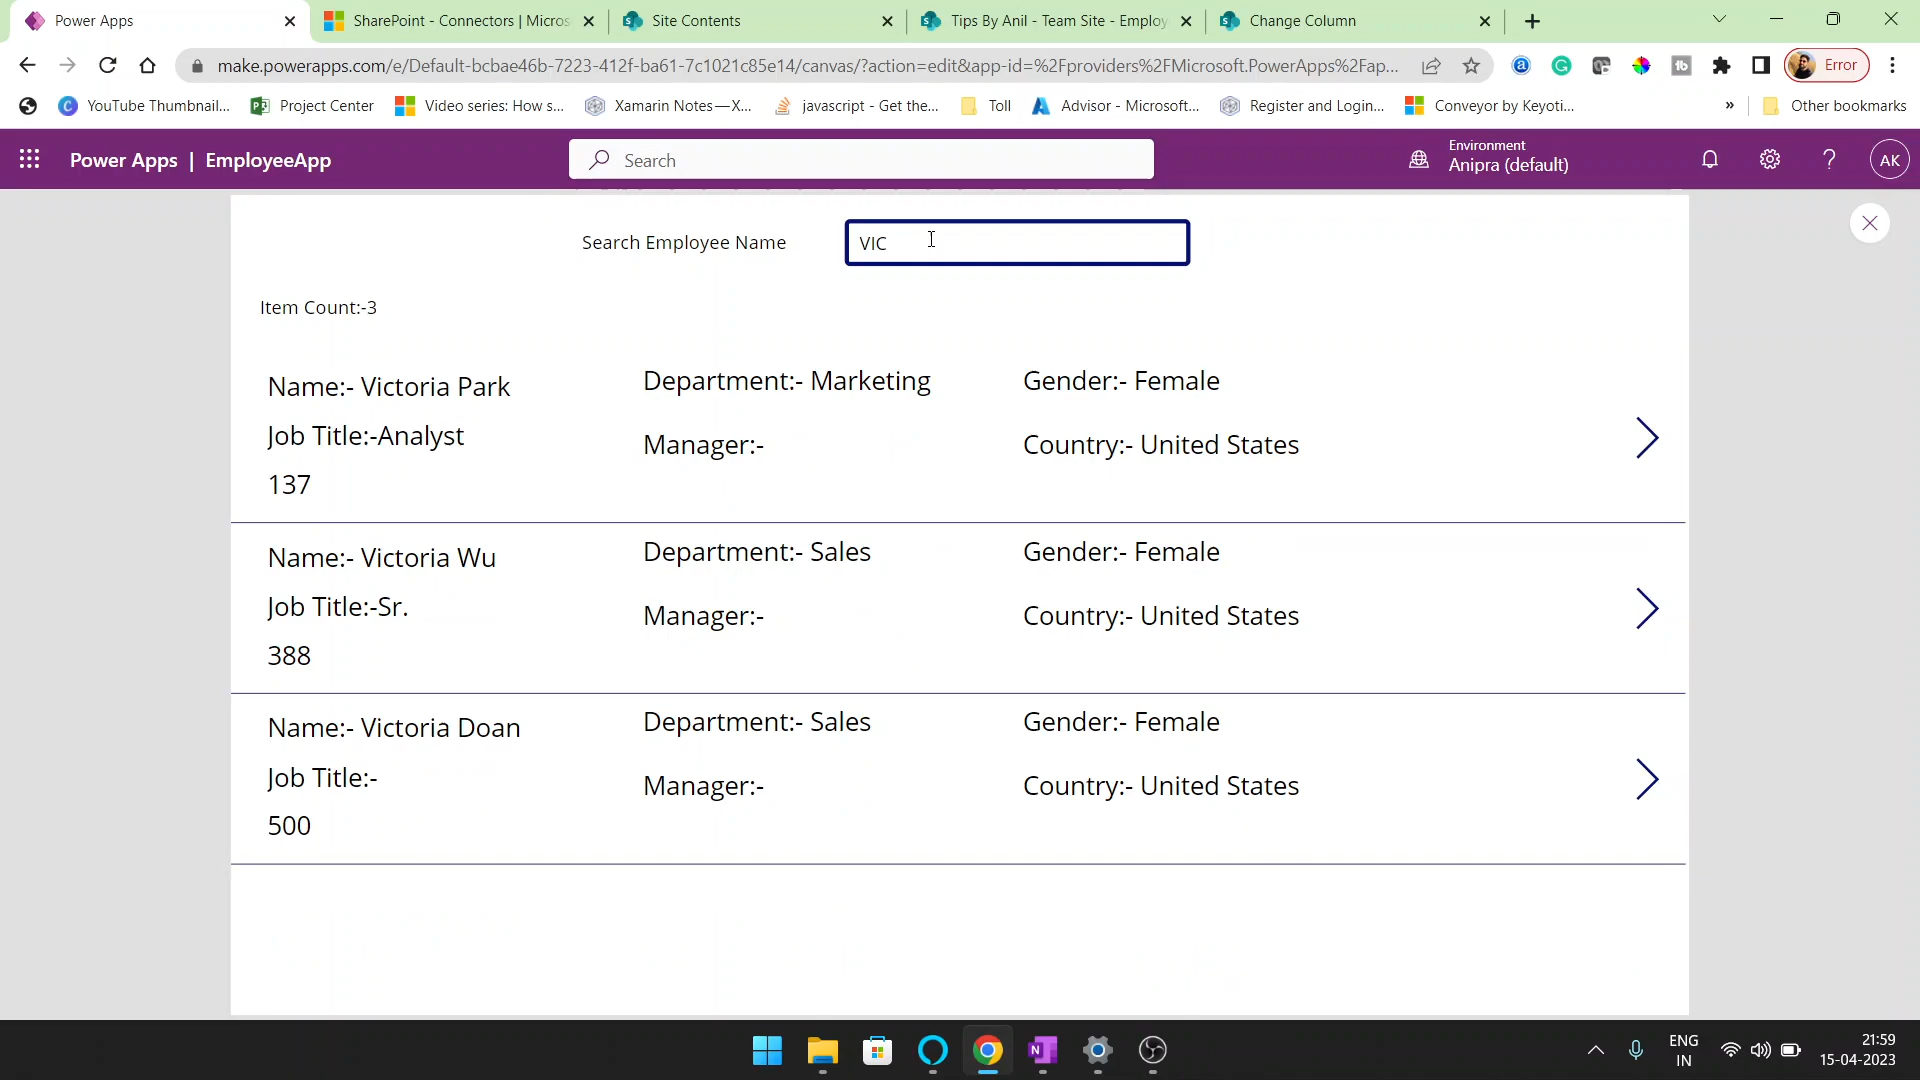 Power Apps
SharePoint - Connectors | Micros
Site Contents
Tips By Anil - Team Site - Employ
Change Column
make.powerapps.com/e/Default-bcbae46b-7223-412f-ba61-7c1021c85e14/canvas/?action=edit&app-id=%2Fproviders%2FMicrosoft.PowerApps%2Fap...
Error
YouTube Thumbnail...
Project Center
Video series: How s...
Xamarin Notes—X...
javascript - Get the...
Toll
Advisor - Microsoft...
Register and Login...
Conveyor by Keyoti...
»
Other bookmarks
Power Apps | EmployeeApp
Search
Environment
Anipra (default)
AK
Search Employee Name
VIC
Item Count:-3
Name:- Victoria Park
Department:- Marketing
Gender:- Female
Job Title:-Analyst
Manager:-
Country:- United States
137
Name:- Victoria Wu
Department:- Sales
Gender:- Female
Job Title:-Sr.
Manager:-
Country:- United States
388
Name:- Victoria Doan
Department:- Sales
Gender:- Female
Job Title:-
Manager:-
Country:- United States
500
ENG
IN
21:59
15-04-2023